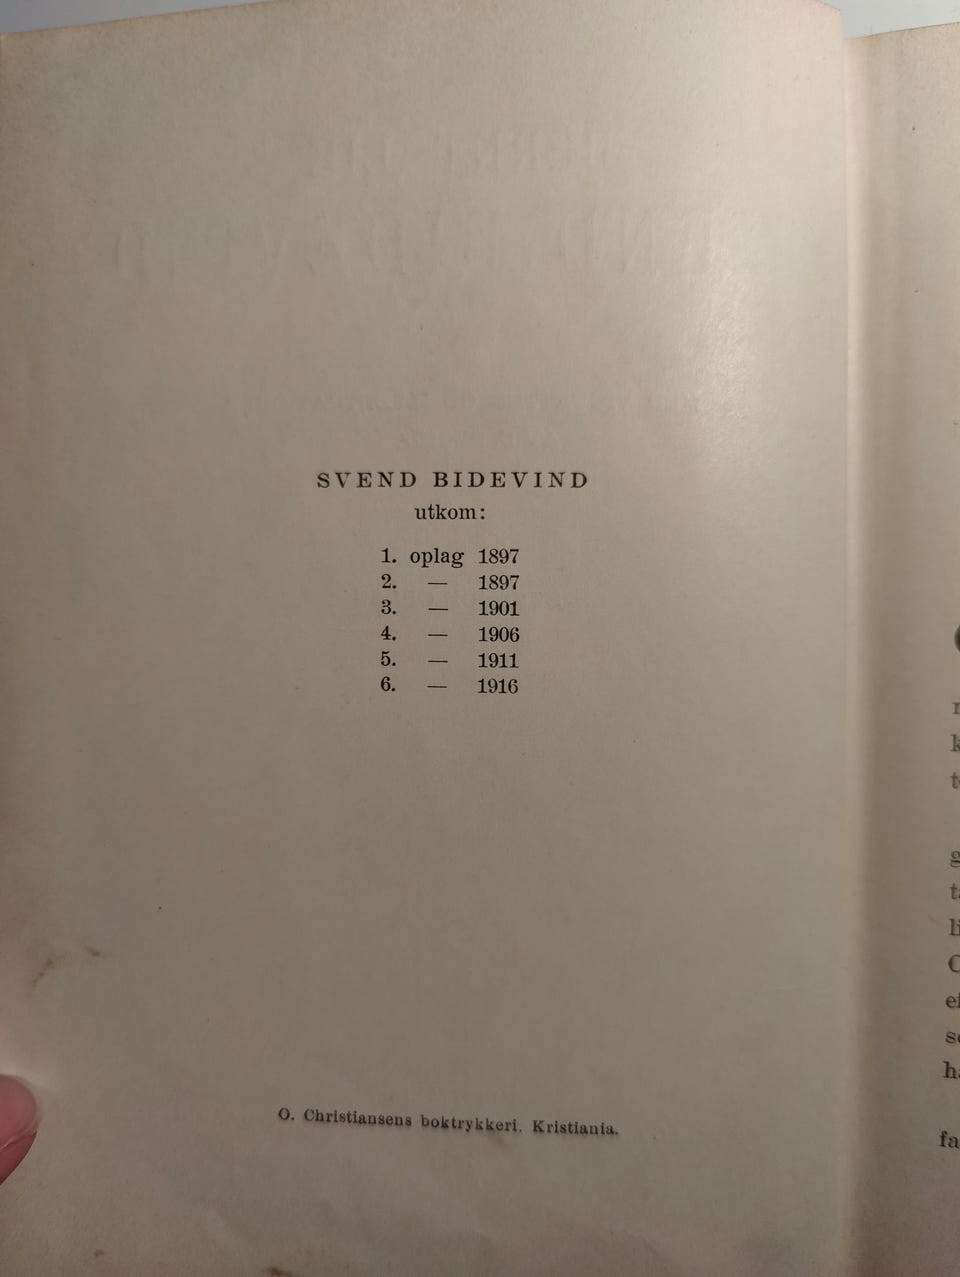 SVEND BIDEVIND
utkom:
1. oplag 1897
2. — 1897
3. — 1901
4. — 1906
5. — 1911
6. — 1916
O. Christiansens boktrykkeri. Kristiania.